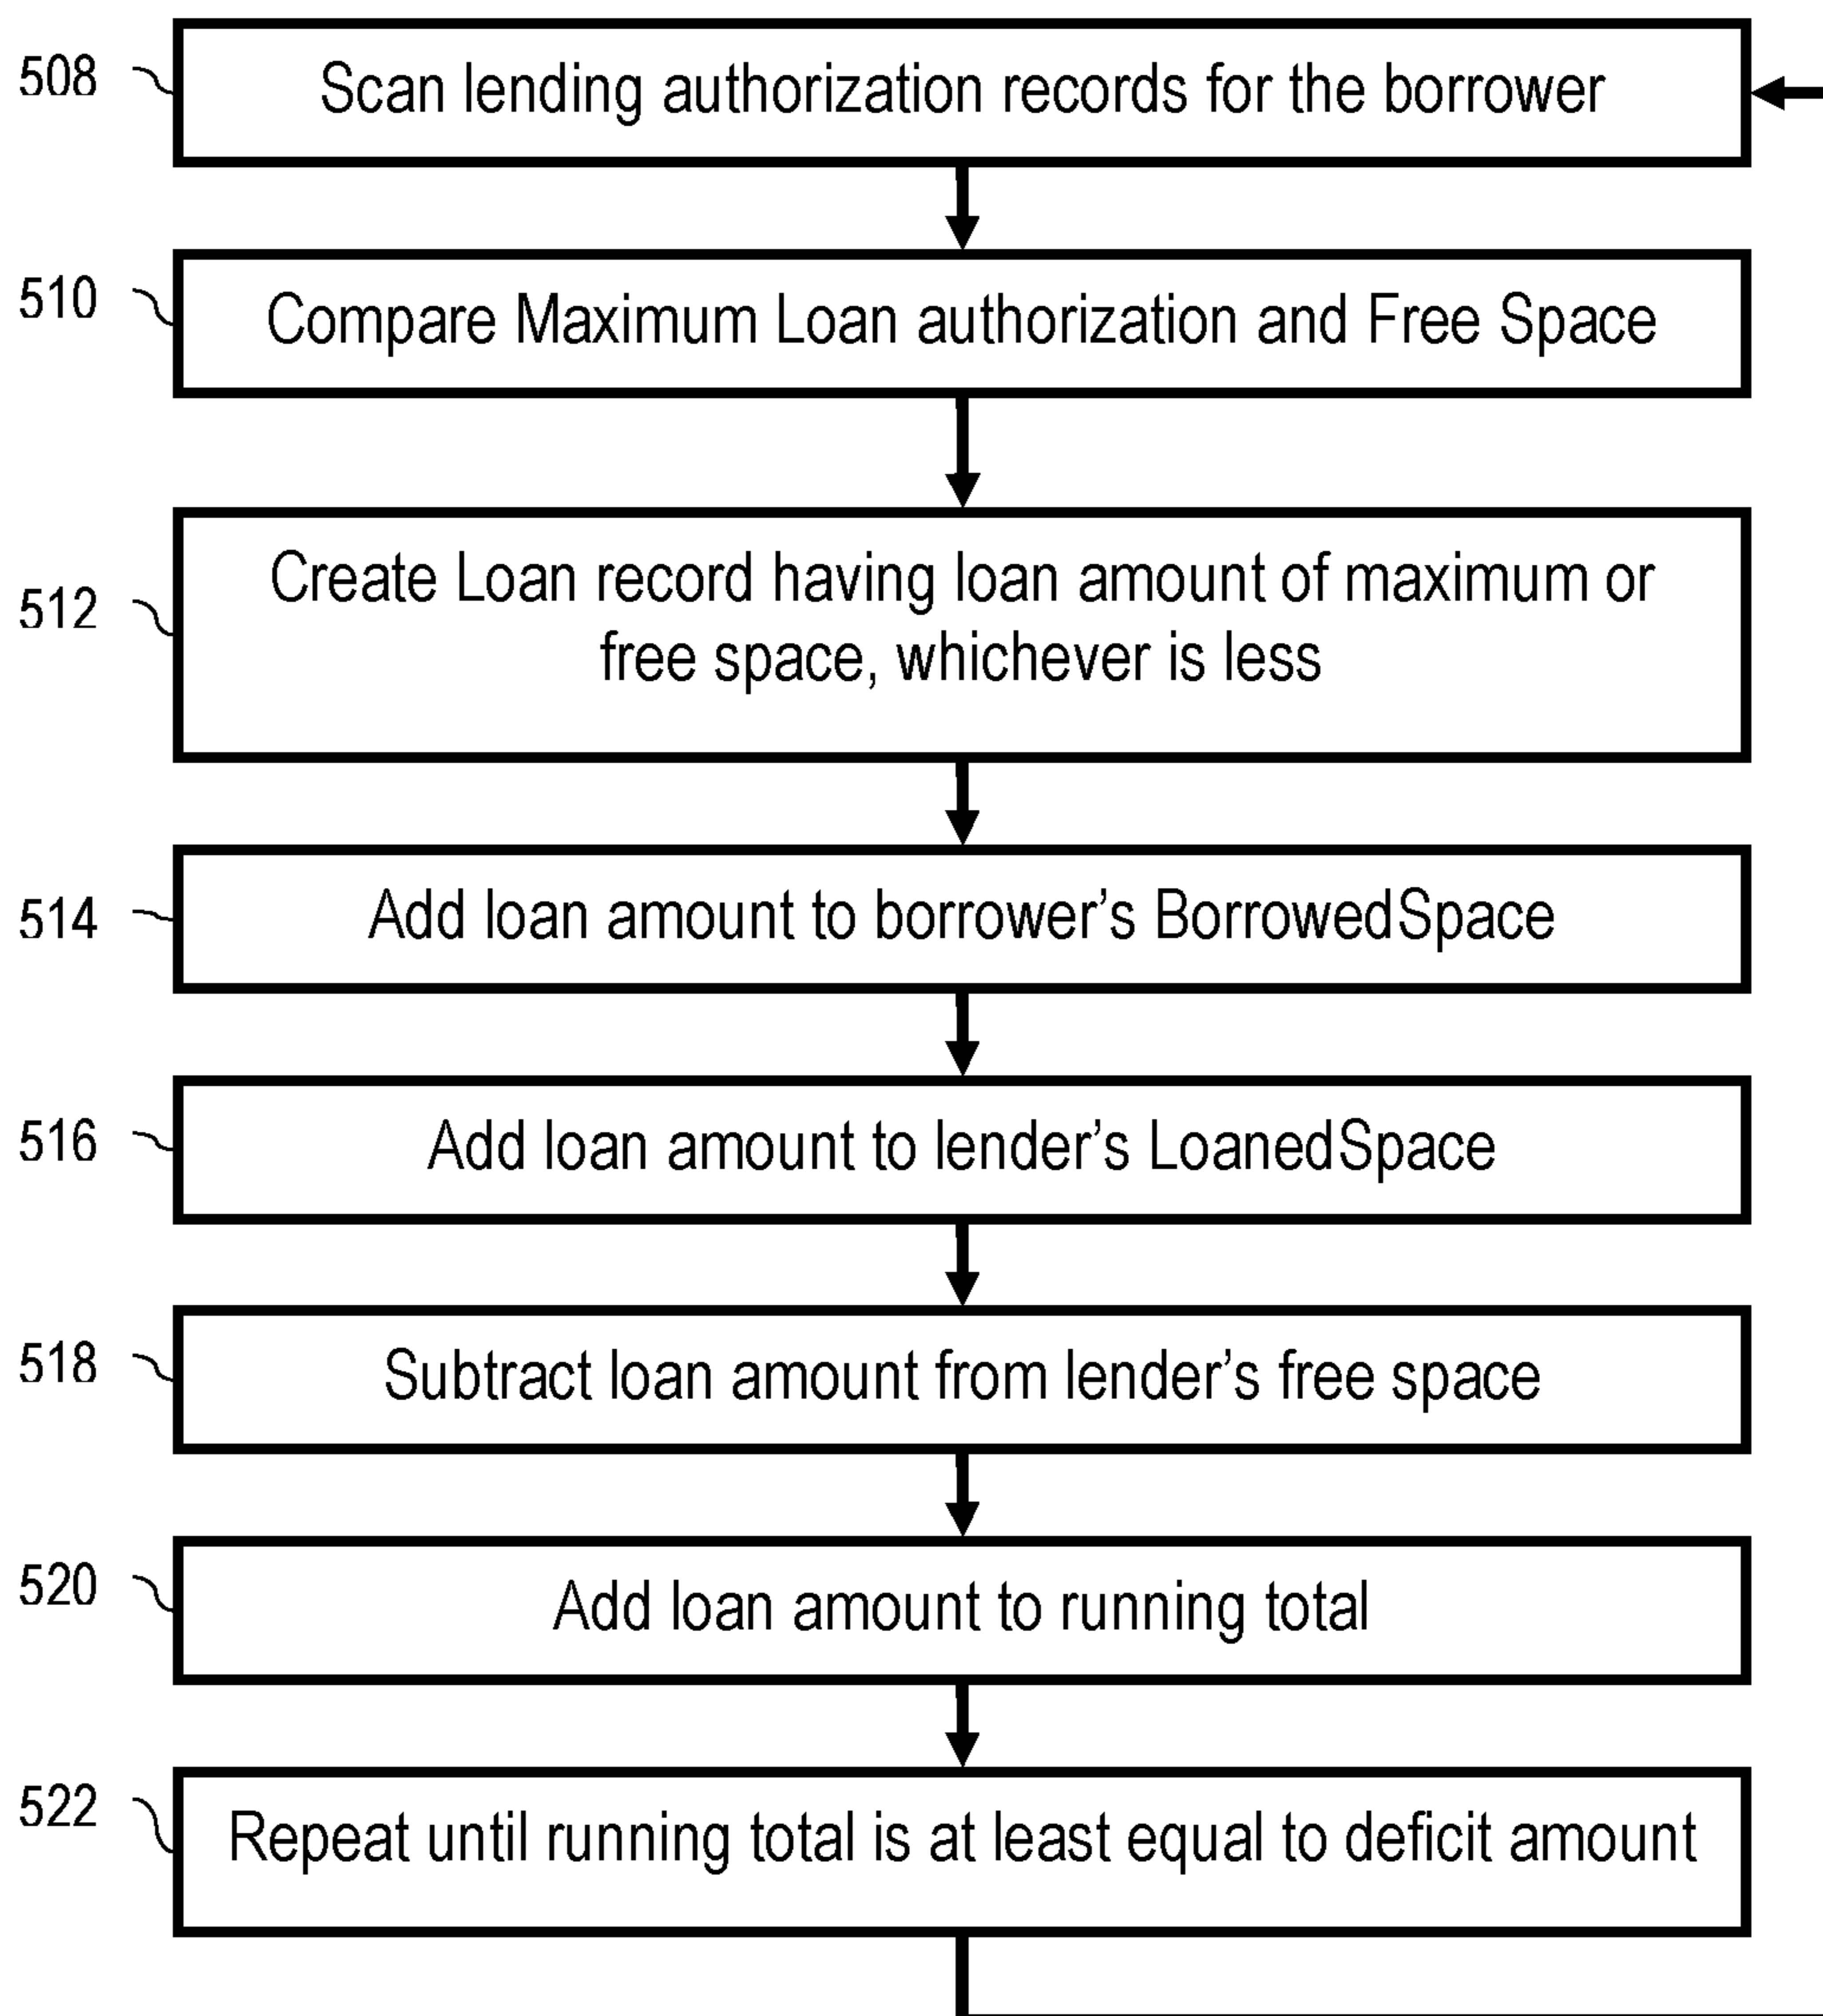 508
Scan lending authorization records for the borrower
510
Compare Maximum Loan authorization and Free Space
512
Create Loan record having loan amount of maximum or
free space, whichever is less
514
Add loan amount to borrower’s BorrowedSpace
516
Add loan amount to lender’s LoanedSpace
518
Subtract loan amount from lender’s free space
520
Add loan amount to running total
522
Repeat until running total is at least equal to deficit amount